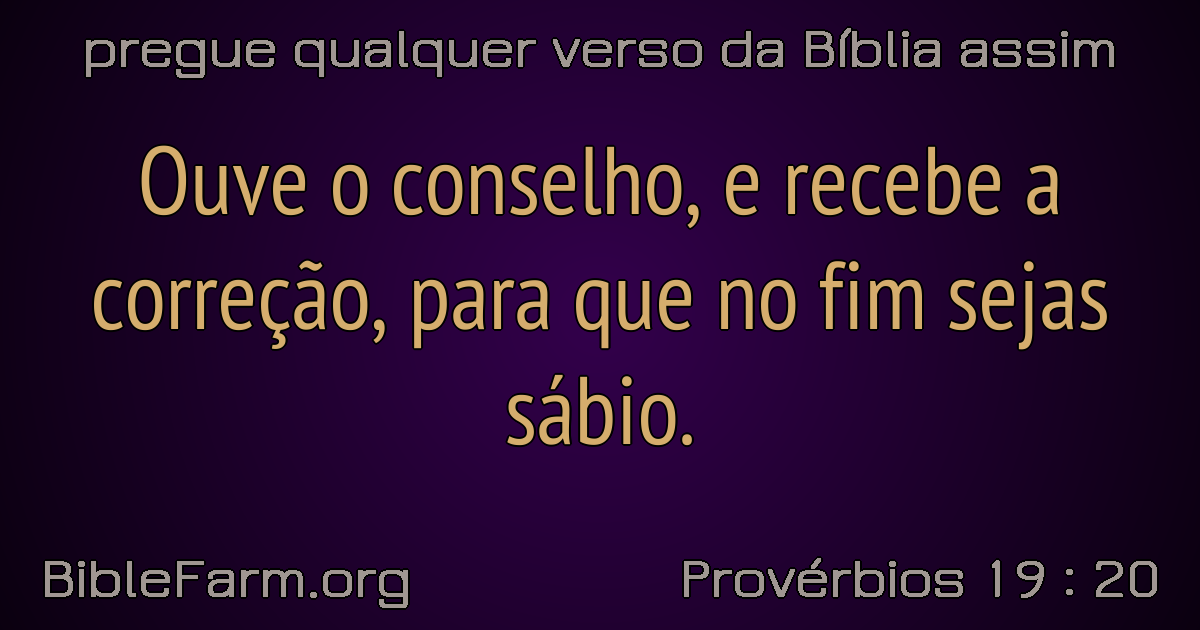 pregue qualquer verso da Bíblia assim
Ouve o conselho, e recebe a
correção, para que no fim sejas
sábio.
BibleFarm.org
Provérbios 19 : 20